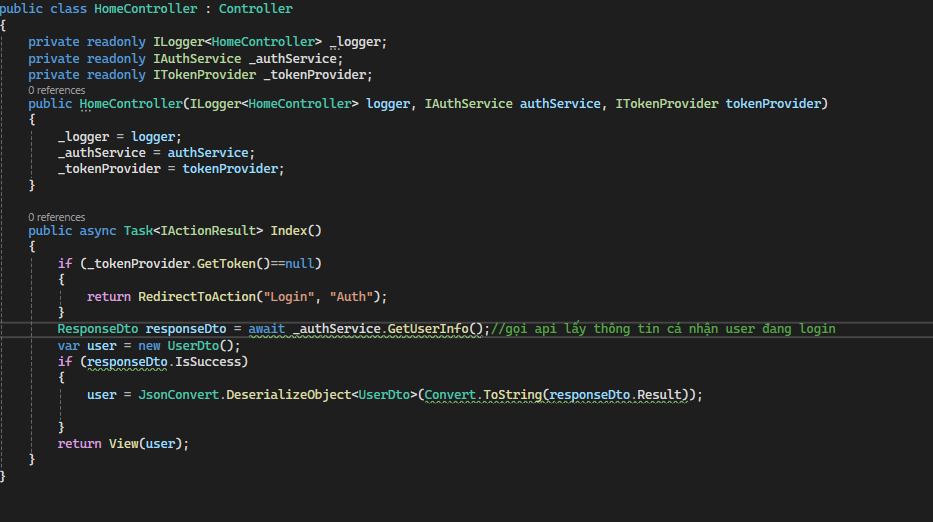 public class HomeController : Controller
{
    private readonly ILogger<HomeController> _logger;
    private readonly IAuthService _authService;
    private readonly ITokenProvider _tokenProvider;
    0 references
    public HomeController(ILogger<HomeController> logger, IAuthService authService, ITokenProvider tokenProvider)
    {
        _logger = logger;
        _authService = authService;
        _tokenProvider = tokenProvider;
    }
    0 references
    public async Task<IActionResult> Index()
    {
        if (_tokenProvider.GetToken()==null)
        {
            return RedirectToAction("Login", "Auth");
        }
        ResponseDto responseDto = await _authService.GetUserInfo();//gọi api lấy thông tin cá nhận user đang login
        var user = new UserDto();
        if (responseDto.IsSuccess)
        {
            user = JsonConvert.DeserializeObject<UserDto>(Convert.ToString(responseDto.Result));
        }
        return View(user);
    }
}